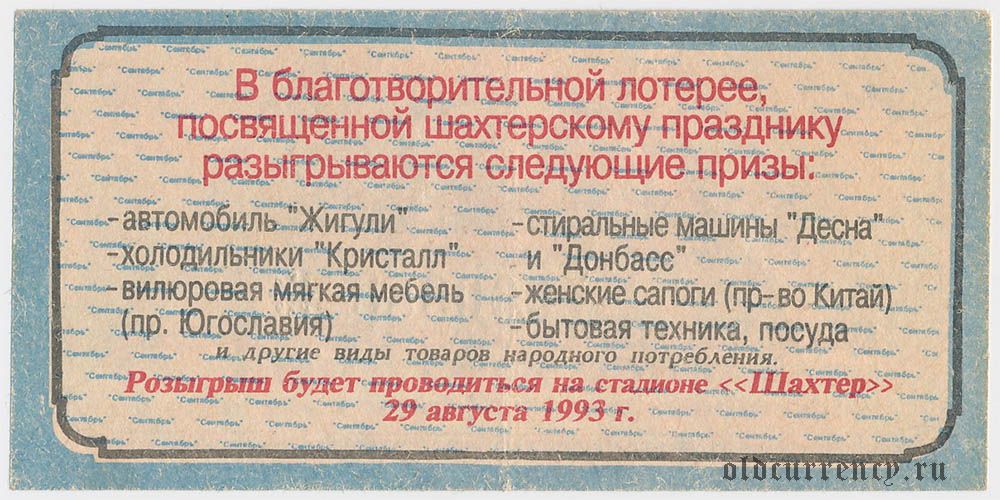 В благотворительной лотерее,
посвященной шахтерскому празднику
разыгрываются следующие призы:
-автомобиль "Жигули"
-холодильники "Кристалл"
-вилюровая мягкая мебель
(пр. Югославия)
-стиральные машины "Десна"
и "Донбасс"
-женские сапоги (пр-во Китай)
-бытовая техника, посуда
и другие виды товаров народного потребления.
Розыгрыш будет проводиться на стадионе <<Шахтер>>
29 августа 1993 г.
oldcurrency.ru